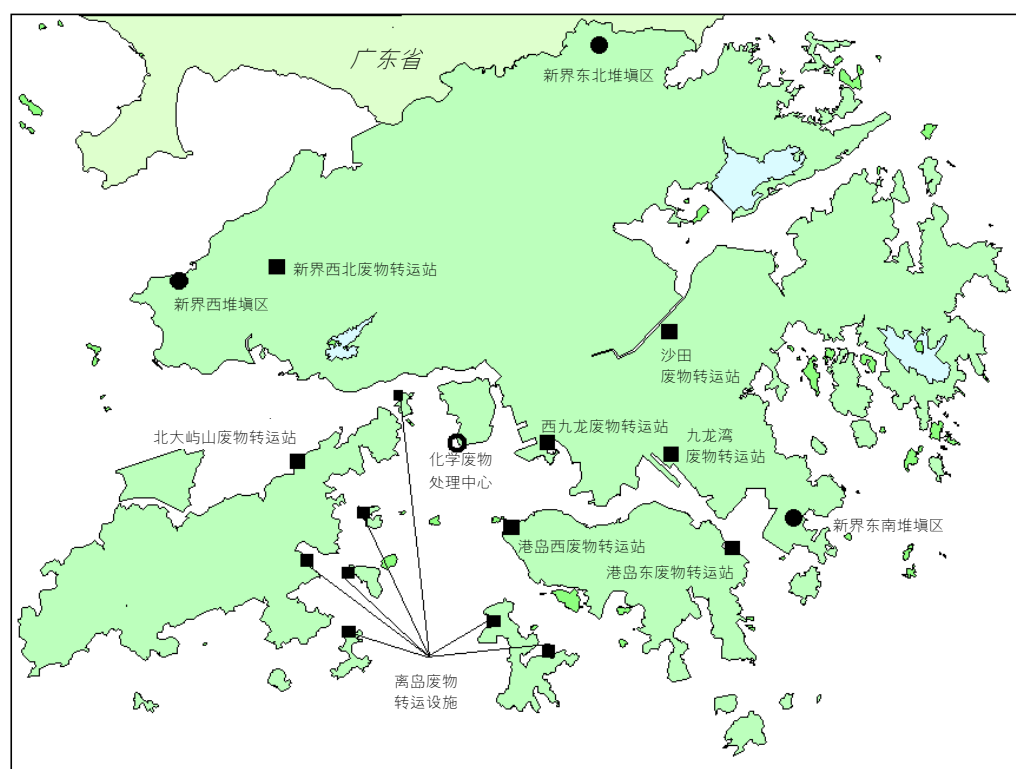 广东省
新界东北堆塡区
新界西北废物转运站
新界西堆塡区
沙田
废物转运站
北大屿山废物转运站
西九龙废物转运站
九龙湾
废物转运站
化学废物
处理中心
新界东南堆塡区
港岛西废物转运站
港岛东废物转运站
离岛废物
转运设施